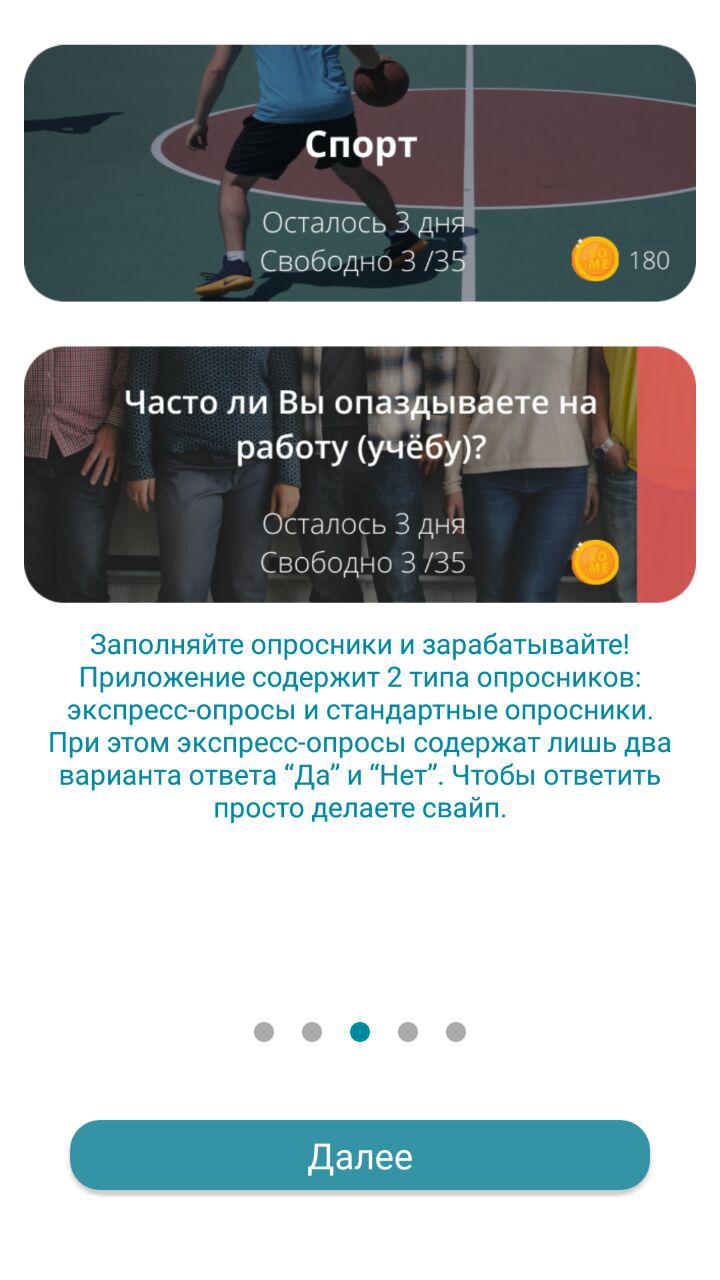 Спорт
Осталось 3 дня
Свободно 3 /35
SO
ME
180
Часто ли Вы опаздываете на
работу (учёбу)?
Осталось 3 дня
Свободно 3 /35
SO
ME
Заполняйте опросники и зарабатывайте!
Приложение содержит 2 типа опросников:
экспресс-опросы и стандартные опросники.
При этом экспресс-опросы содержат лишь два
варианта ответа “Да” и “Нет”. Чтобы ответить
просто делаете свайп.
Далее